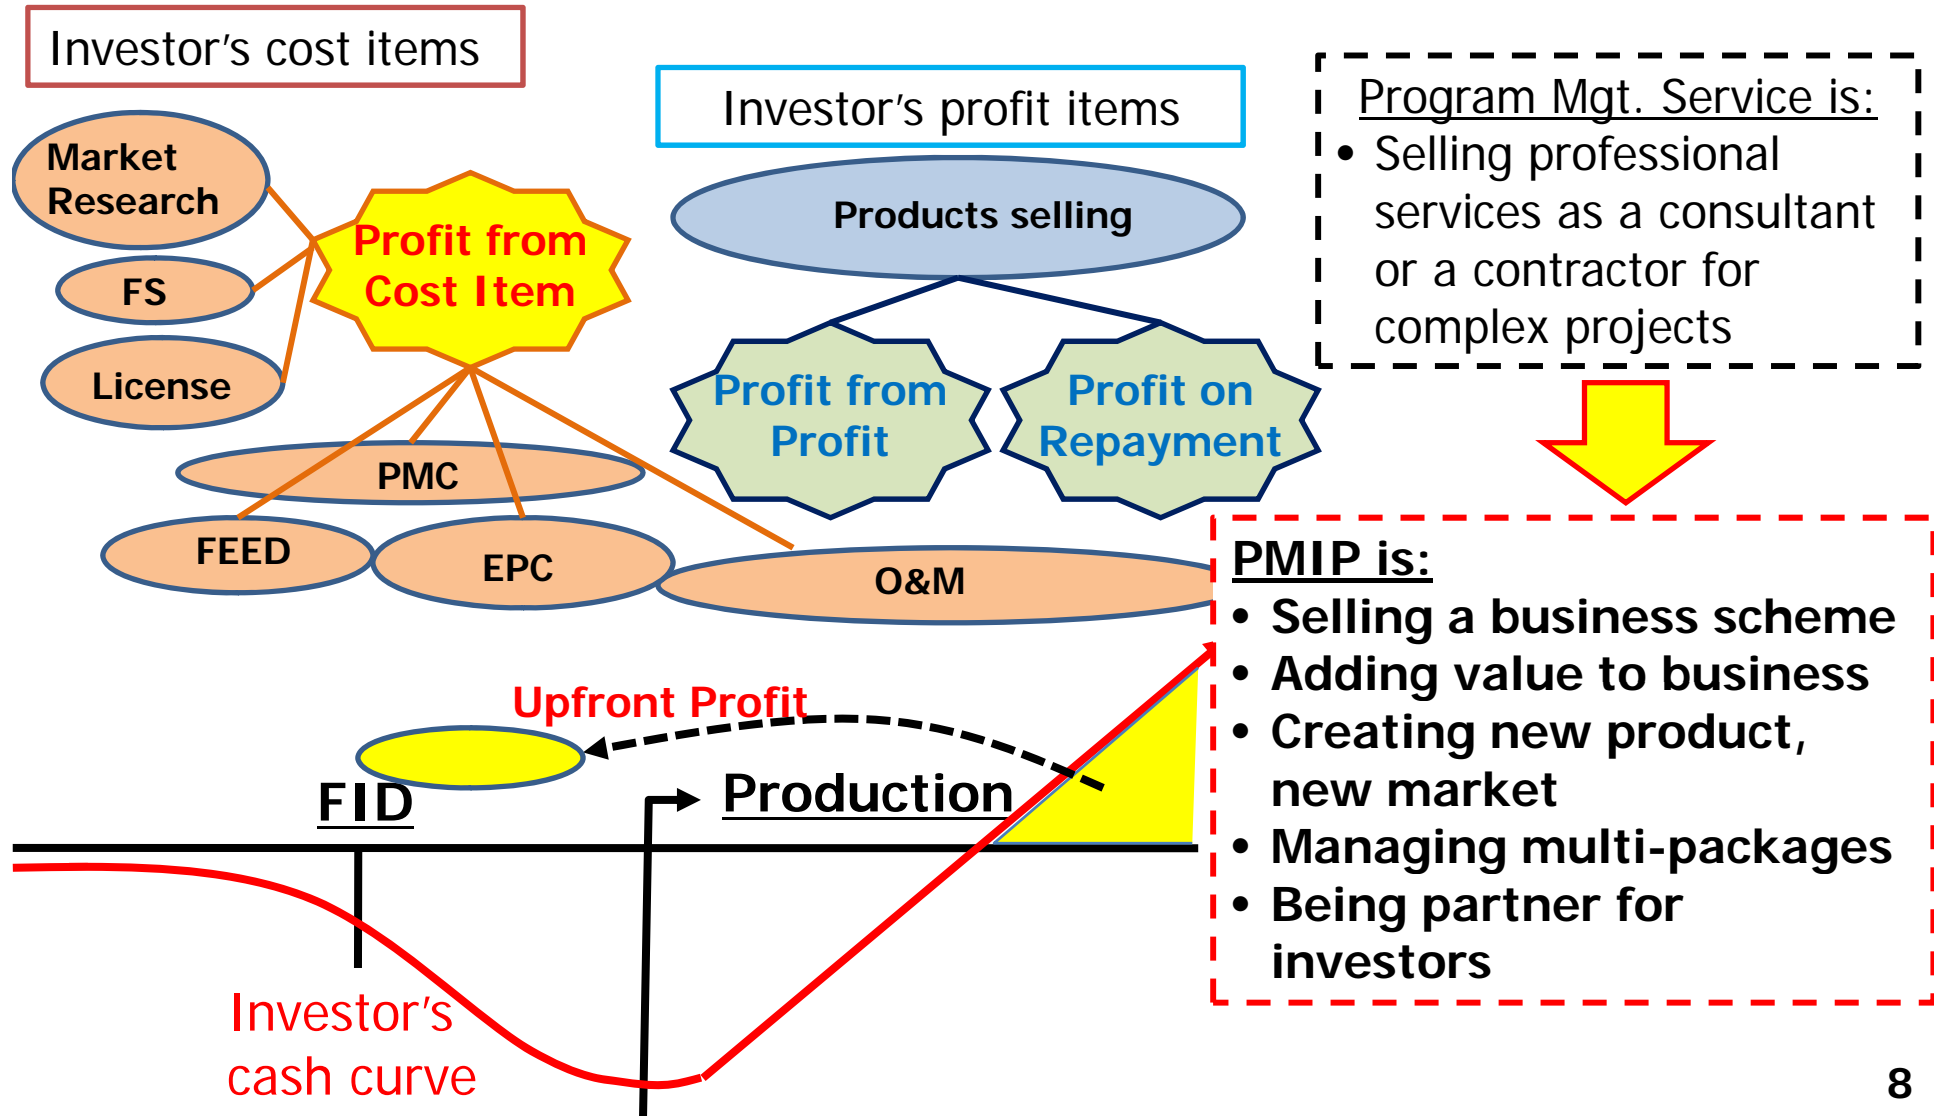 Investor’s cost items
Market
Research
FS
License
Profit from
Cost Item
PMC
FEED
EPC
O&M
Investor’s profit items
Products selling
Profit from
Profit
Profit on
Repayment
Program Mgt. Service is:
• Selling professional
services as a consultant
or a contractor for
complex projects
PMIP is:
• Selling a business scheme
• Adding value to business
• Creating new product,
new market
• Managing multi-packages
• Being partner for
investors
Upfront Profit
FID
Production
Investor’s
cash curve
8